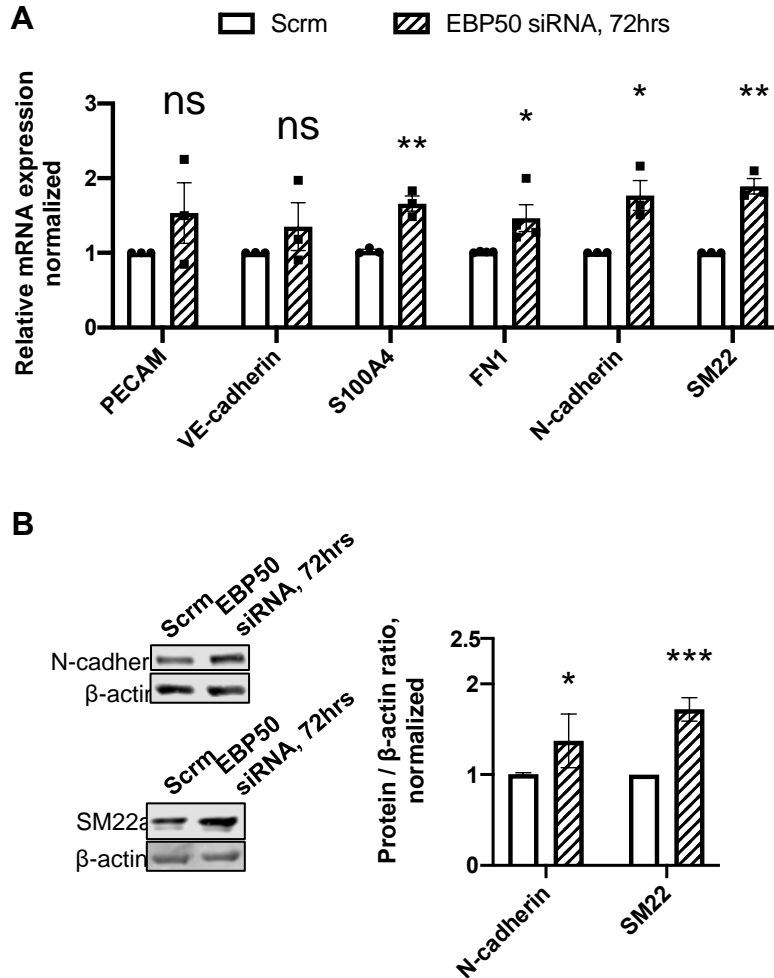 A
Scrm
EBP50 siRNA, 72hrs
Relative mRNA expression
normalized
3
2
1
0
ns
ns
**
*
*
**
PECAM
VE-cadherin
S100A4
FN1
N-cadherin
SM22
B
Scrm
EBP50
siRNA, 72hrs
N-cadher
β-actin
Scrm
EBP50
siRNA, 72hrs
SM22a
β-actin
Protein / β-actin ratio,
normalized
2.5
2
1
0
*
***
N-cadherin
SM22